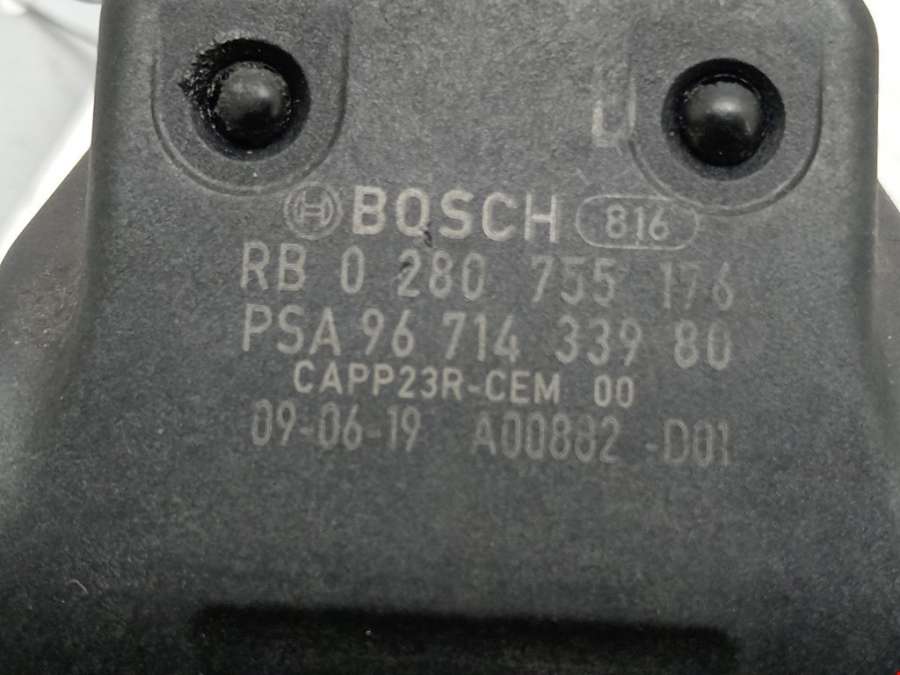 BOSCH 816
RB 0 280 755 176
PSA 96 714 339 80
CAPP23R-CEM 00
09-06-19 A00882 -D01